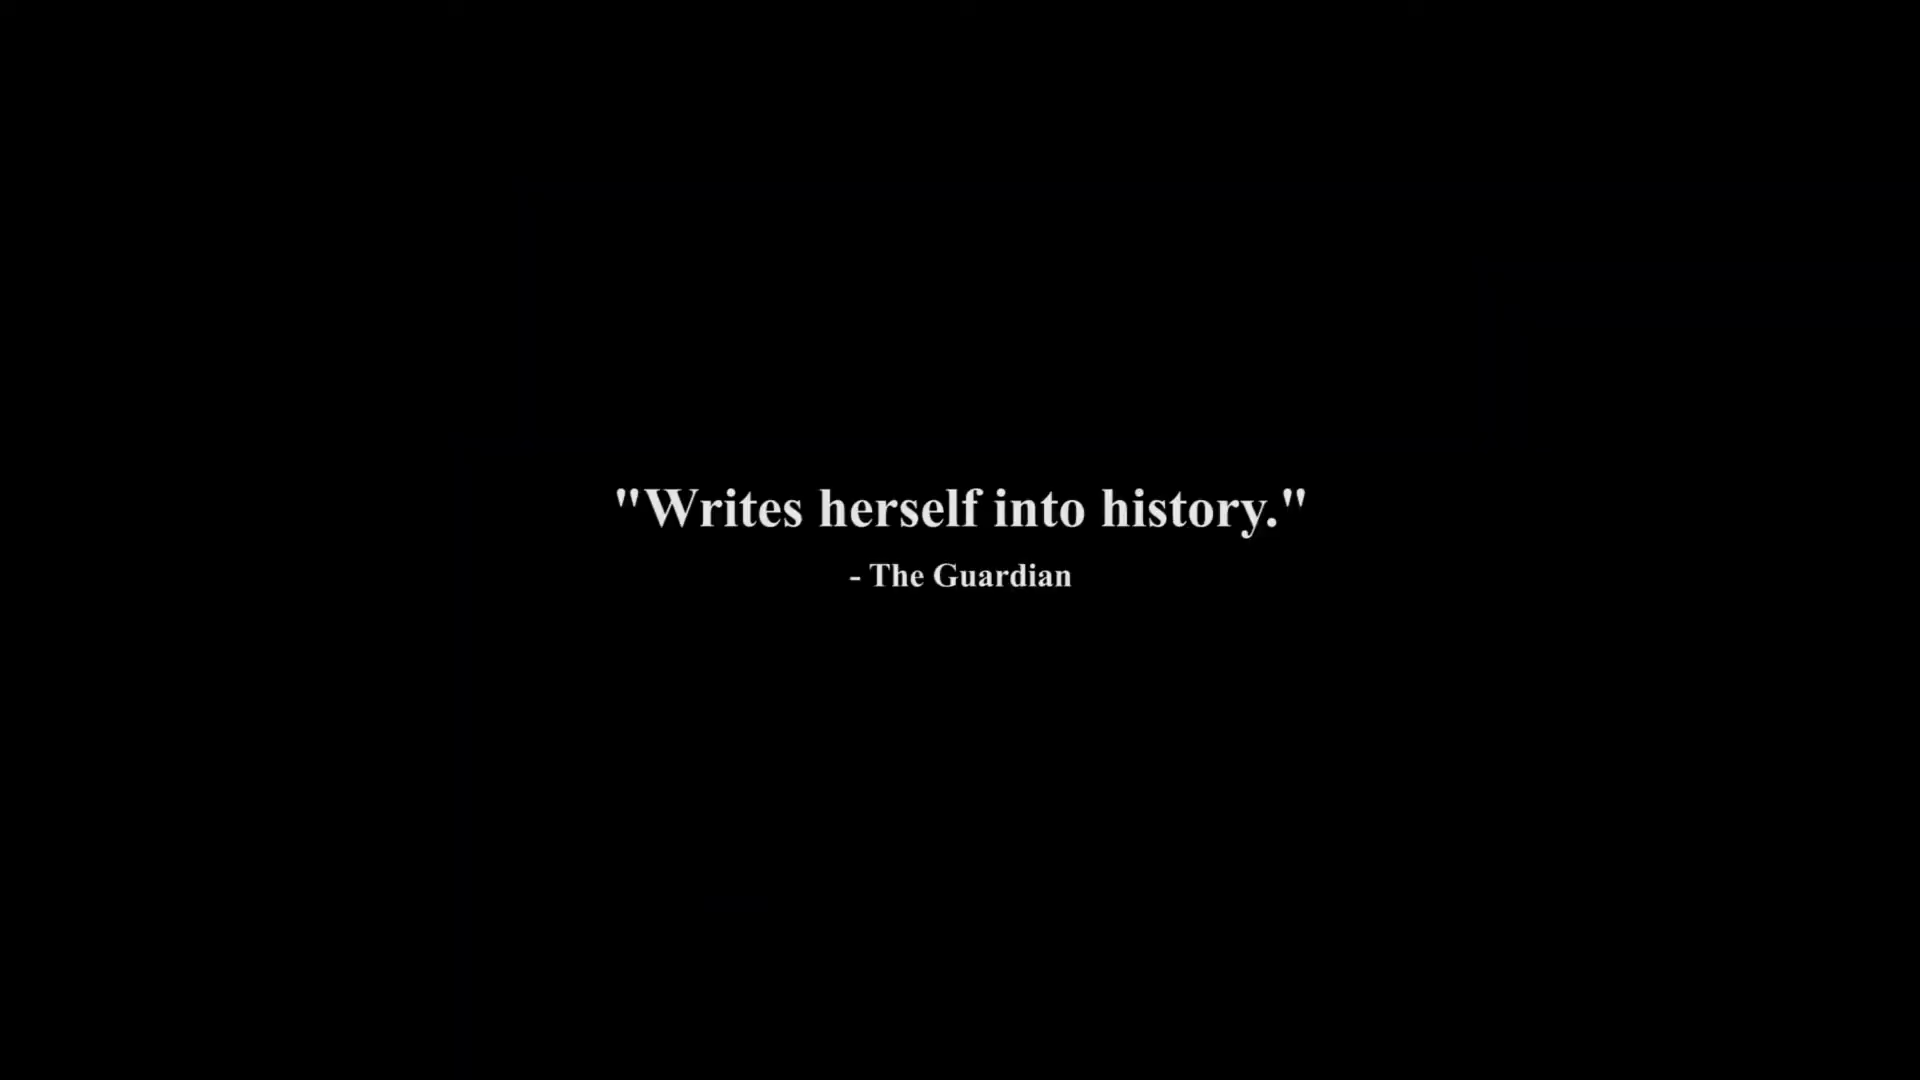 "Writes herself into history."
- The Guardian